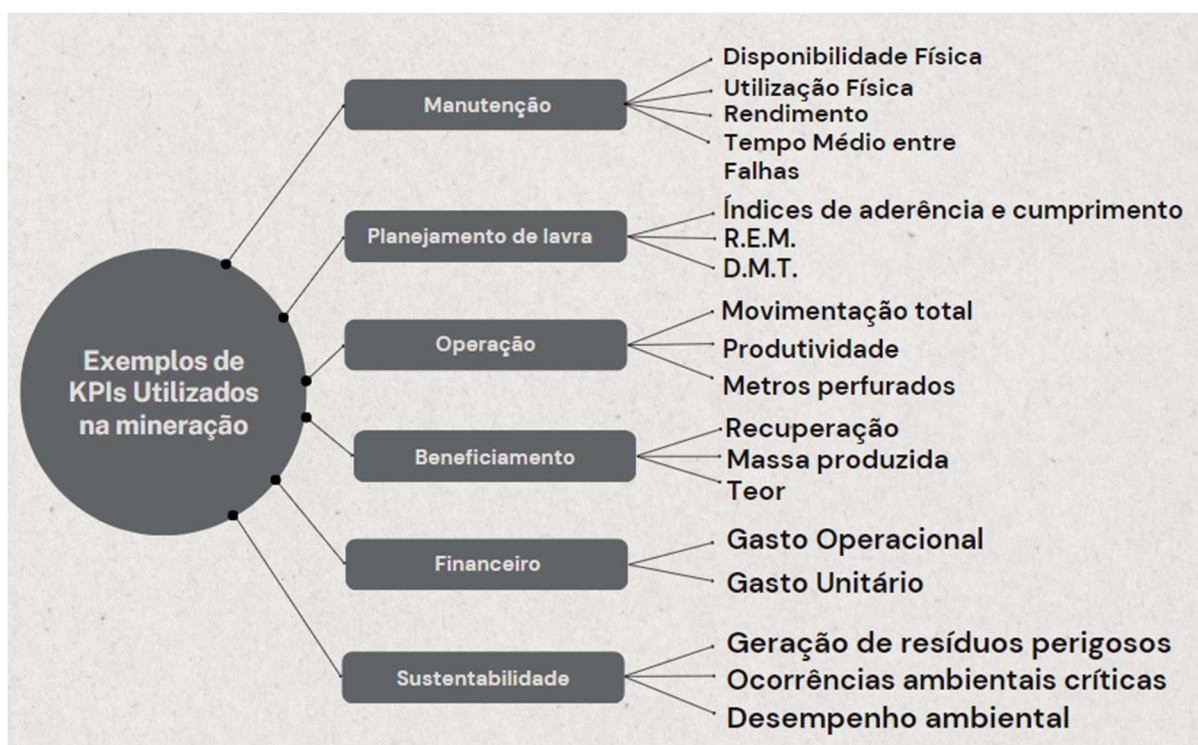 Exemplos de
KPIs Utilizados
na mineração
Manutenção
Disponibilidade Física
Utilização Física
Rendimento
Tempo Médio entre
Falhas
Planejamento de lavra
Índices de aderência e cumprimento
R.E.M.
D.M.T.
Operação
Movimentação total
Produtividade
Metros perfurados
Beneficiamento
Recuperação
Massa produzida
Teor
Financeiro
Gasto Operacional
Gasto Unitário
Sustentabilidade
Geração de resíduos perigosos
Ocorrências ambientais críticas
Desempenho ambiental